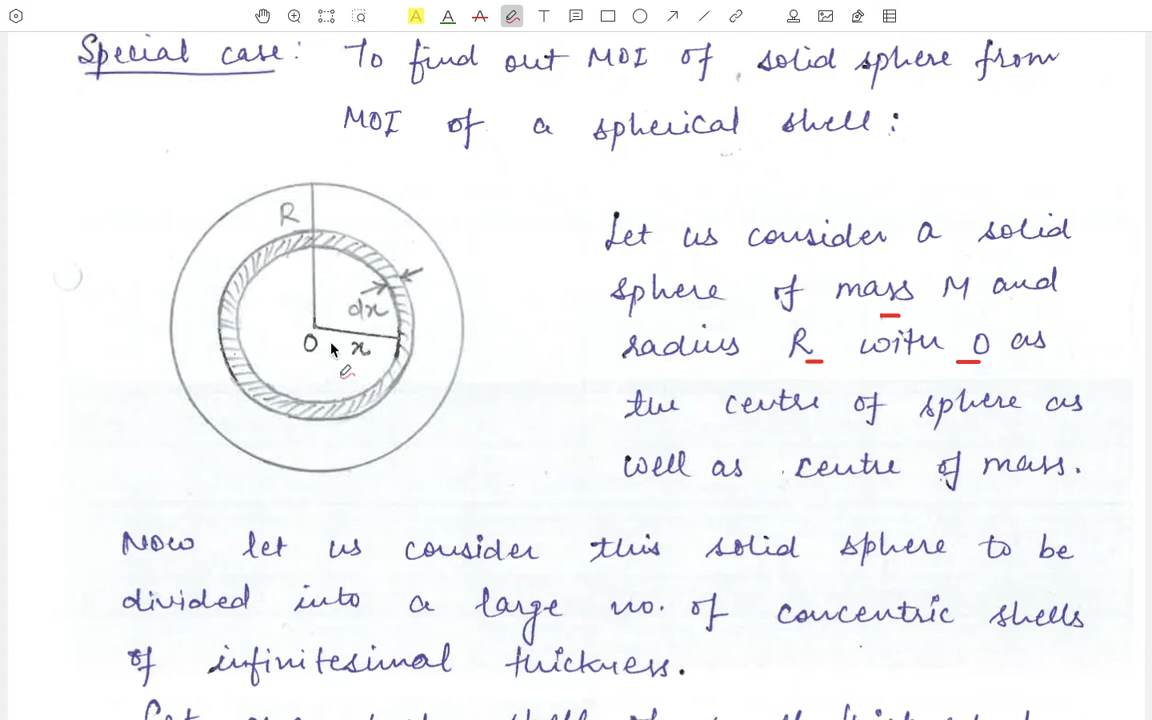 Special case: To find out MOI of solid sphere from
MOI of a spherical shell:
R
dx
O x
Let us consider a solid
sphere of mass M and
radius R with O as
the centre of sphere as
well as centre of mass.
Now let us consider this solid sphere to be
divided into a large no. of concentric shells
of infinitesimal thickness.